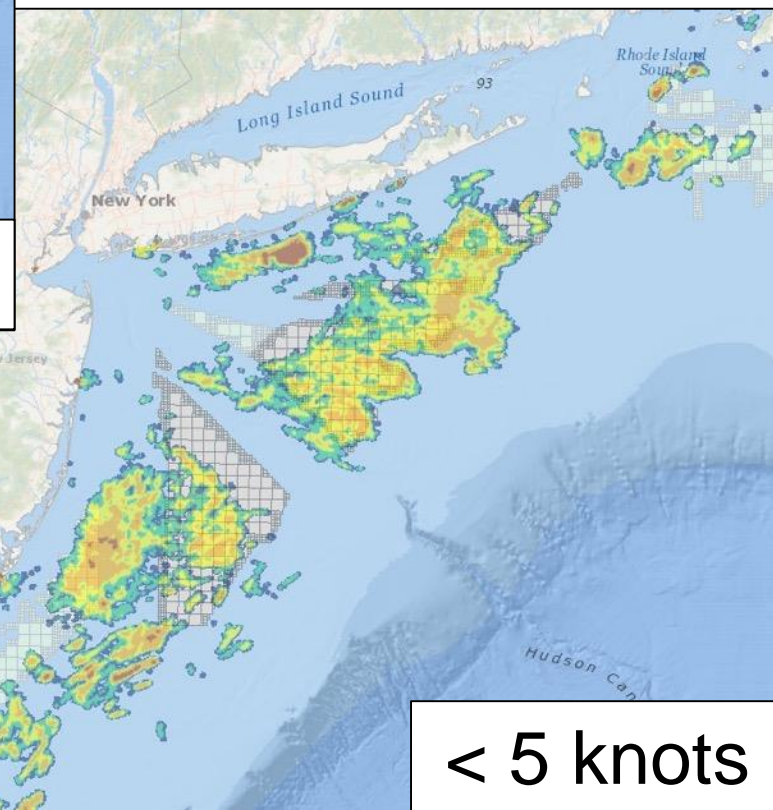 Rhode Island
Sound
93
Long Island Sound
New York
Jersey
Hudson Can
< 5 knots